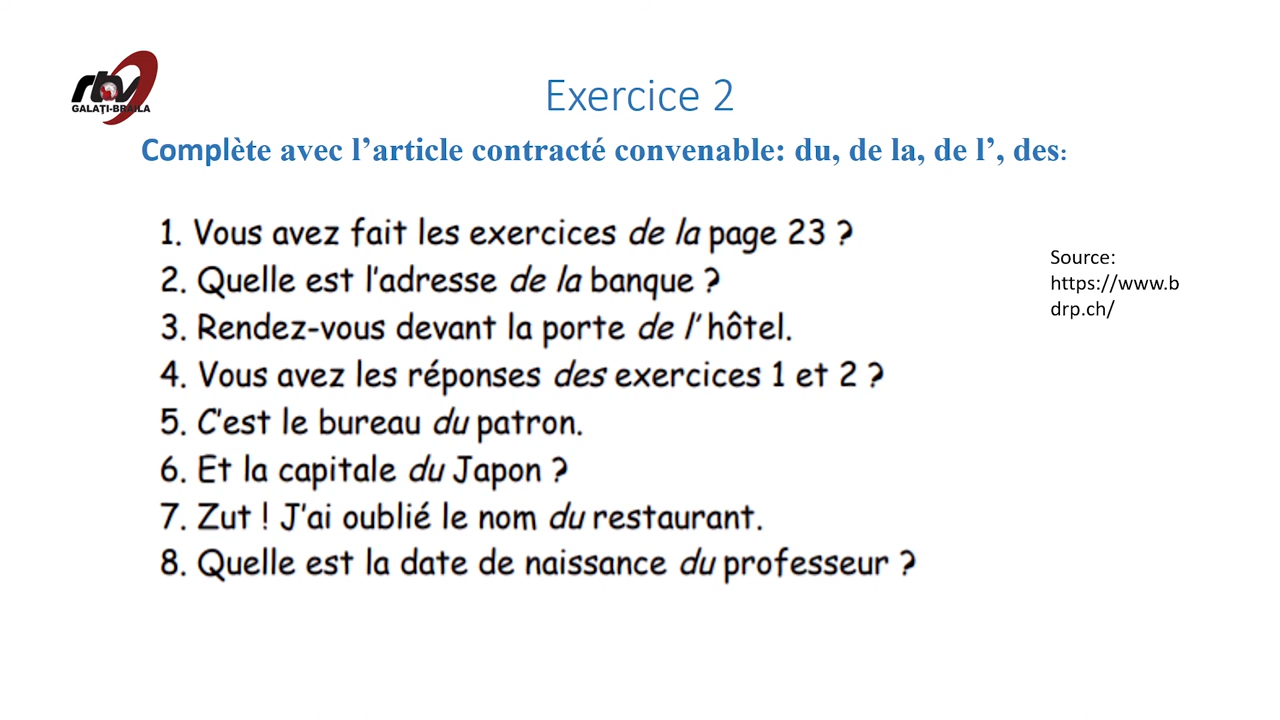 rtv
GALAȚI-BRĂILA
Exercice 2
Complète avec l’article contracté convenable: du, de la, de l’, des:
1. Vous avez fait les exercices de la page 23 ?
2. Quelle est l'adresse de la banque ?
3. Rendez-vous devant la porte de l' hôtel.
4. Vous avez les réponses des exercices 1 et 2 ?
5. C'est le bureau du patron.
6. Et la capitale du Japon ?
7. Zut ! J'ai oublié le nom du restaurant.
8. Quelle est la date de naissance du professeur ?
Source:
https://www.b
drp.ch/